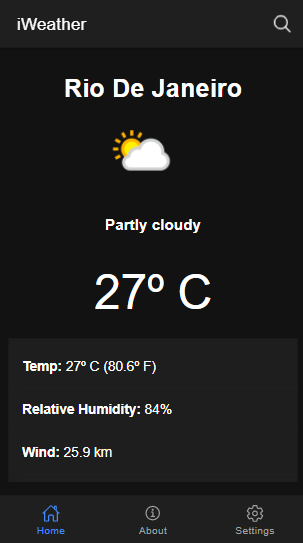 iWeather
Rio De Janeiro
Partly cloudy
27º C
Temp: 27º C (80.6º F)
Relative Humidity: 84%
Wind: 25.9 km
Home
About
Settings